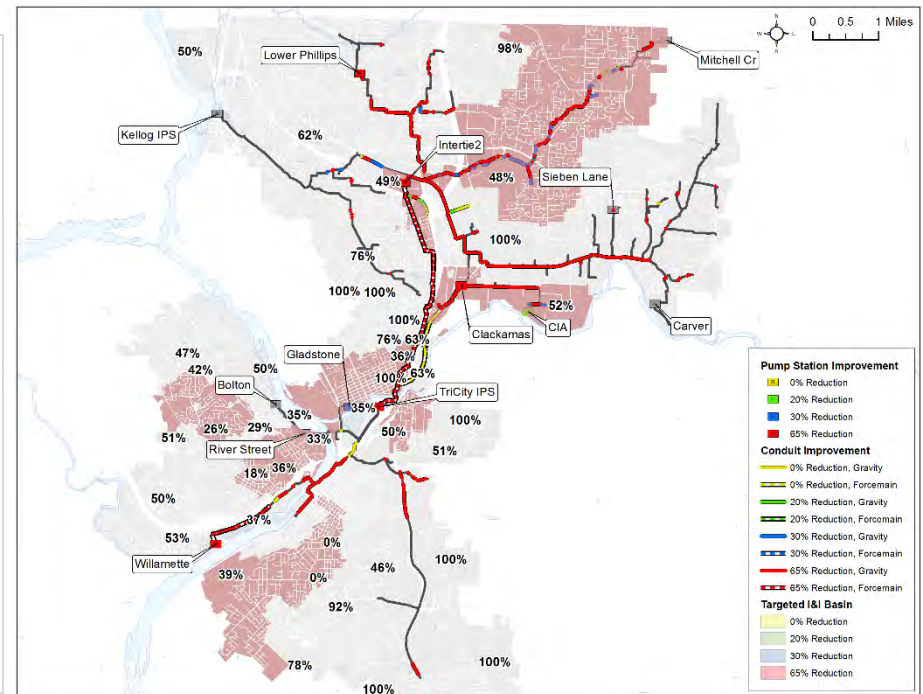 50%
98%
Lower Phillips
Mitchell Cr
N
W
S
0 0.5 1 Miles
Kellog IPS
62%
Intertie2
49%
48%
Sieben Lane
100%
76%
100% 100%
52%
Clackamas
CIA
Carver
100%
76% 63%
36%
100% 63%
Gladstone
47%
42%
50%
Bolton
35%
35%
TriCity IPS
100%
26%
29%
33%
50%
51%
51%
River Street
18% 36%
50%
37%
53%
Willamette
0%
39%
0%
46%
100%
92%
78%
100%
100%
Pump Station Improvement
0% Reduction
20% Reduction
30% Reduction
65% Reduction
Conduit Improvement
0% Reduction, Gravity
0% Reduction, Forcemain
20% Reduction, Gravity
20% Reduction, Forcemain
30% Reduction, Gravity
30% Reduction, Forcemain
65% Reduction, Gravity
65% Reduction, Forcemain
Targeted I&I Basin
0% Reduction
20% Reduction
30% Reduction
65% Reduction